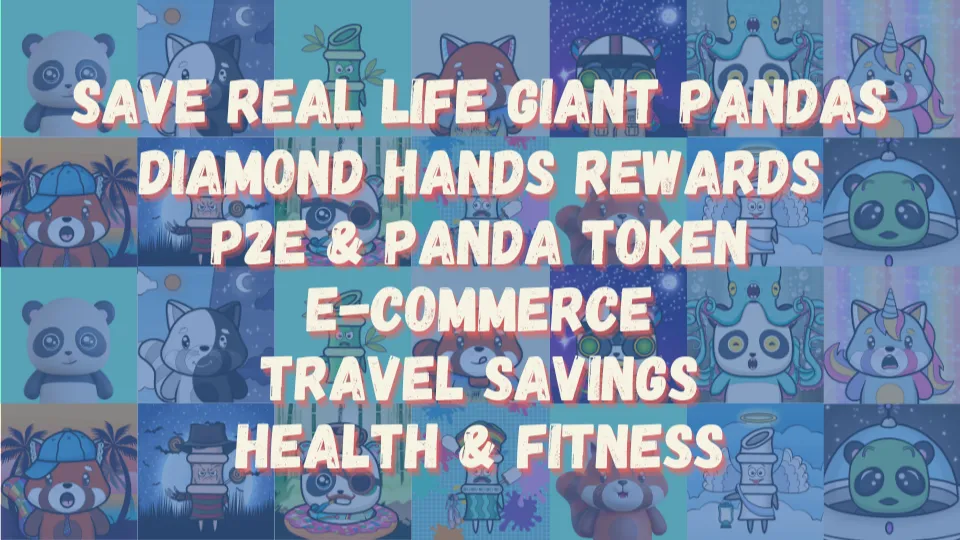 SAVE REAL LIFE GIANT PANDAS
DIAMOND HANDS REWARDS
P2E & PANDA TOKEN
E-COMMERCE
TRAVEL SAVINGS
HEALTH & FITNESS